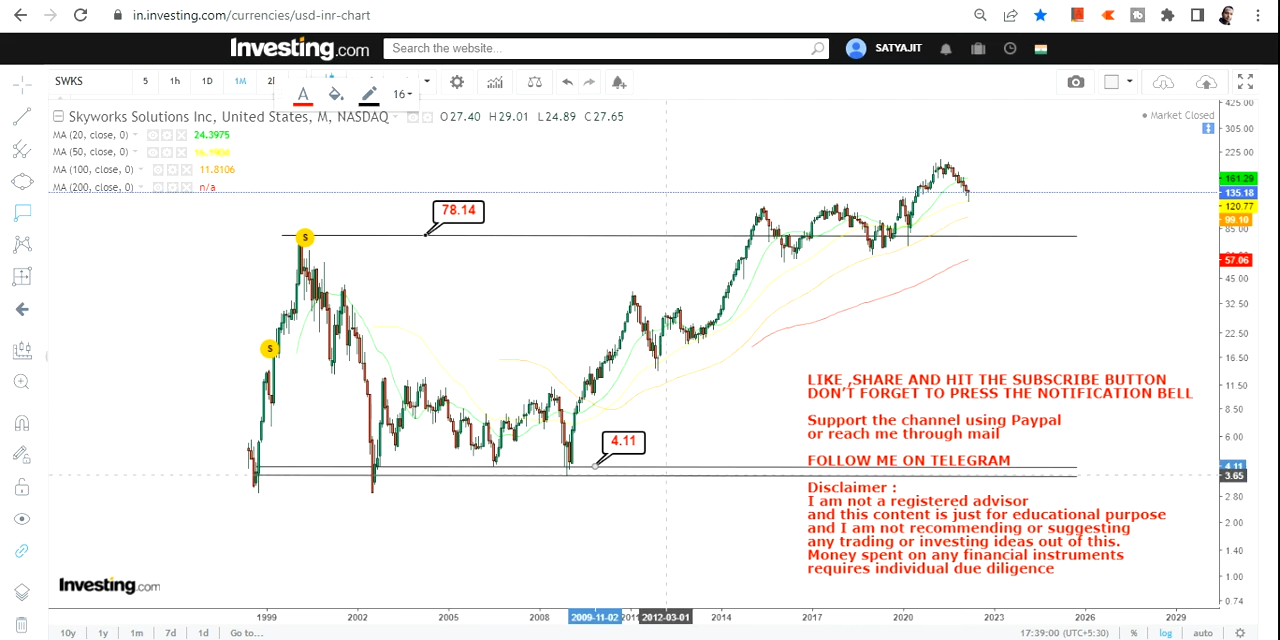 in.investing.com/currencies/usd-inr-chart
Investing.com
Search the website...
SATYAJIT
SWKS
5
1h
1D
1M
A
16
Skyworks Solutions Inc, United States, M, NASDAQ
O27.40 H29.01 L24.89 C27.65
Market Closed
MA (20, close, 0) 24.3975
MA (50, close, 0)
MA (100, close, 0) 11.8106
MA (200, close, 0) n/a
425.00
305.00
225.00
161.29
135.18
120.77
99.10
85.00
57.06
45.00
32.50
22.50
16.50
11.50
8.50
6.00
4.11
3.65
2.80
2.00
1.40
1.00
0.74
78.14
$
$
4.11
LIKE ,SHARE AND HIT THE SUBSCRIBE BUTTON
DON'T FORGET TO PRESS THE NOTIFICATION BELL
Support the channel using Paypal
or reach me through mail
FOLLOW ME ON TELEGRAM
Disclaimer :
I am not a registered advisor
and this content is just for educational purpose
and I am not recommending or suggesting
any trading or investing ideas out of this.
Money spent on any financial instruments
requires individual due diligence
Investing.com
1999
2002
2005
2008
2009-11-02
2012-03-01
2014
2017
2020
2023
2026
2029
10y
1y
1m
7d
1d
Go to...
17:39:00 (UTC+5:30)
%
log
auto